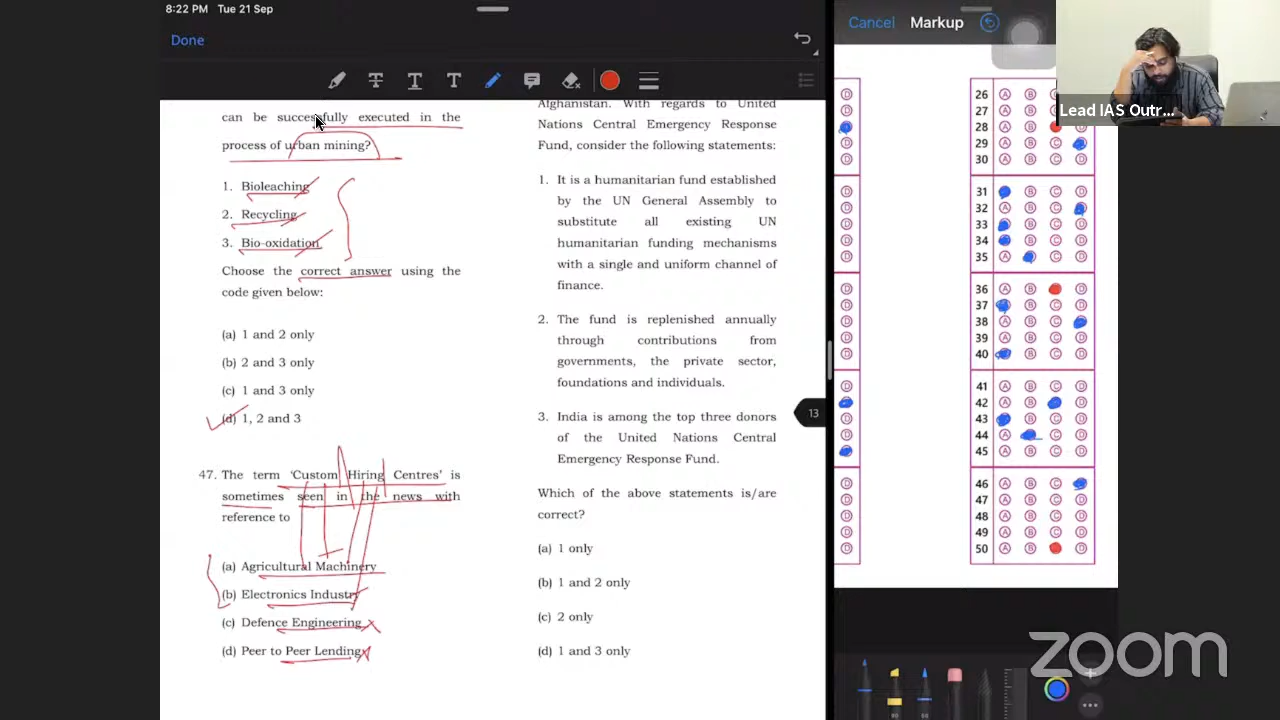 8:22 PM Tue 21 Sep
Done
can be succesfully executed in the
process of urban mining?
1. Bioleaching
2. Recycling
3. Bio-oxidation
Choose the correct answer using the
code given below:
(a) 1 and 2 only
(b) 2 and 3 only
(c) 1 and 3 only
(d) 1, 2 and 3
47. The term 'Custom Hiring Centres' is
sometimes seen in the news with
reference to
(a) Agricultural Machinery
(b) Electronics Industry
(c) Defence Engineering
(d) Peer to Peer Lending
Afghanistan. With regards to United
Nations Central Emergency Response
Fund, consider the following statements:
1. It is a humanitarian fund established
by the UN General Assembly to
substitute all existing UN
humanitarian funding mechanisms
with a single and uniform channel of
finance.
2. The fund is replenished annually
through contributions from
governments, the private sector,
foundations and individuals.
3. India is among the top three donors
of the United Nations Central
Emergency Response Fund.
Which of the above statements is/are
correct?
(a) 1 only
(b) 1 and 2 only
(c) 2 only
(d) 1 and 3 only
13
Cancel Markup
Lead IAS Outr...
26 A B
27 A B
28 A B
29 A B
30 A B C D
31 B C D
32 A B C
33 B C D
34 B C D
35 A C D
36 A B D
37 B C D
38 A B C
39 A B C D
40 B C D
41 A B C D
42 A B D
43 B C D
44 A C D
45 A B C D
46 A B C
47 A B C D
48 A B C D
49 A B C D
50 A B D
zoom